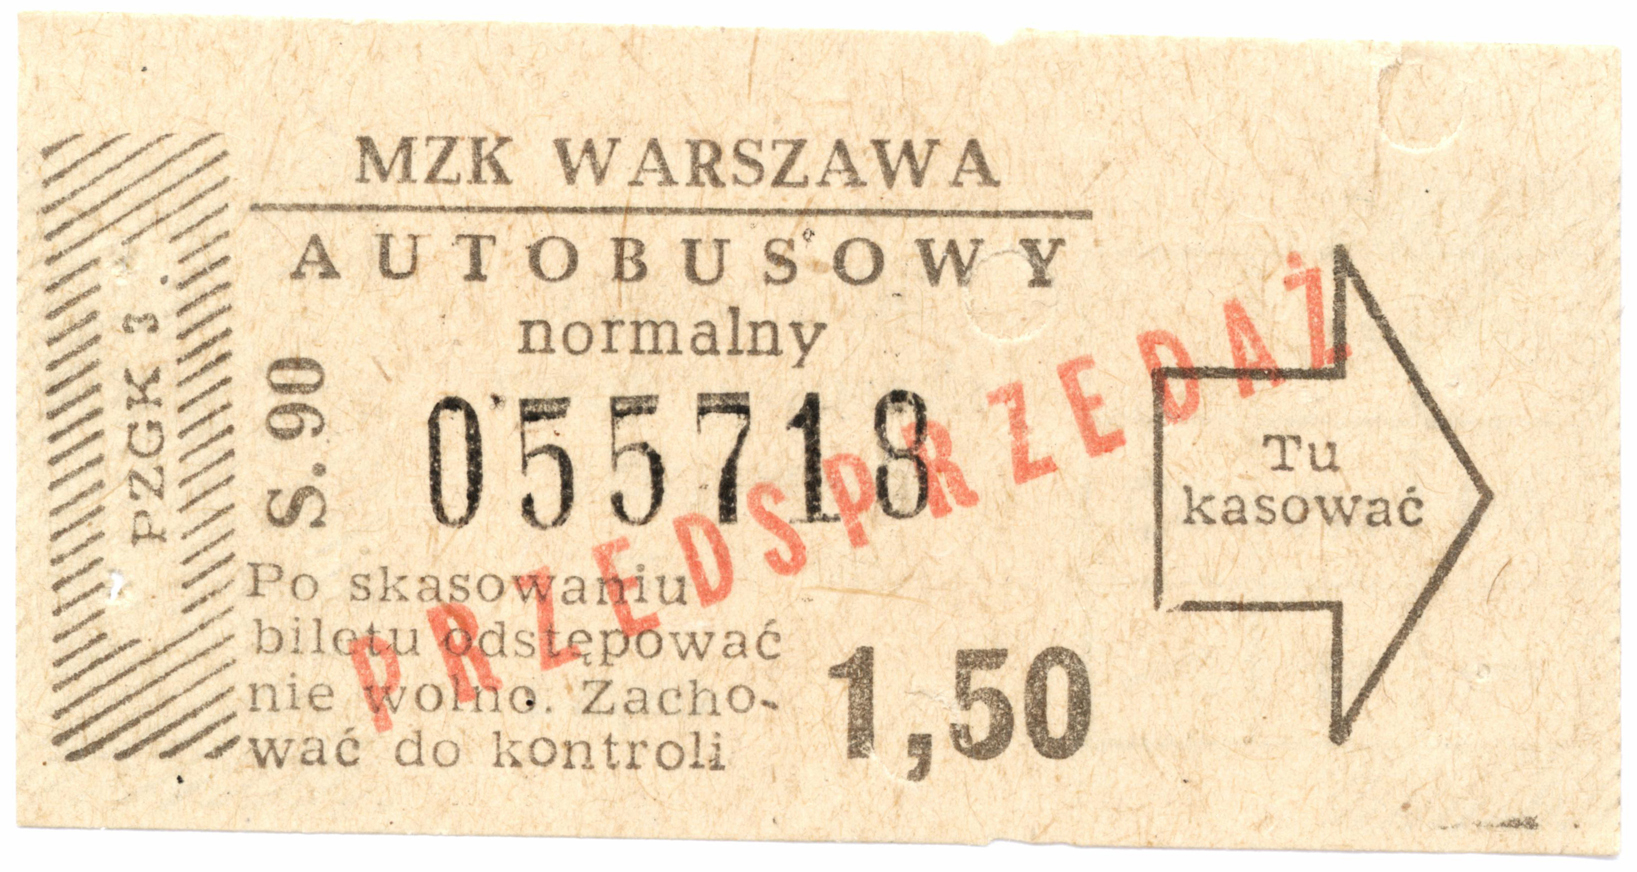 MZK WARSZAWA
AUTOBUSOWY
normalny
PZGK 3
S. 90
055718
PRZEDSPRZEDAŻ
Tu
kasować
Po skasowaniu
biletu odstępować
nie wolno. Zacho-
wać do kontroli
1,50